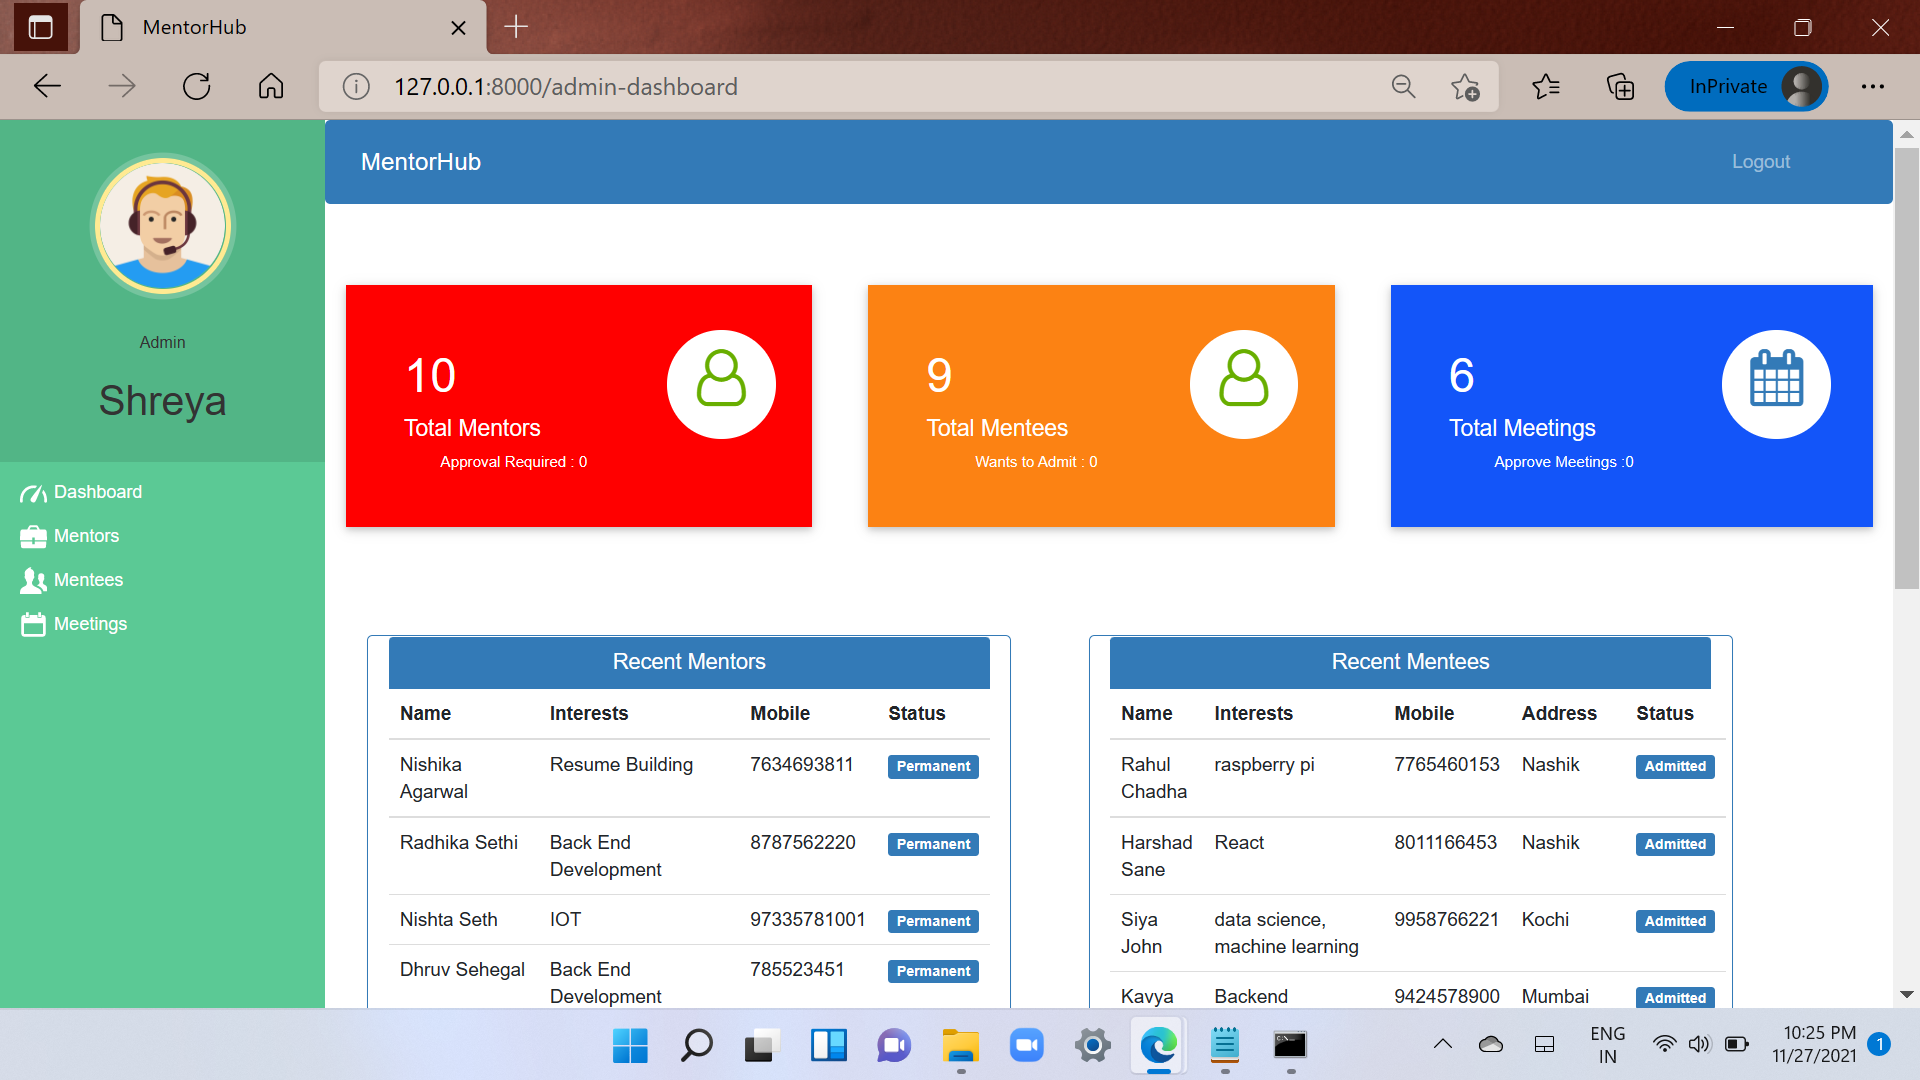 MentorHub
127.0.0.1:8000/admin-dashboard
InPrivate
MentorHub
Logout
Admin
Shreya
Dashboard
Mentors
Mentees
Meetings
10
Total Mentors
Approval Required : 0
9
Total Mentees
Wants to Admit : 0
6
Total Meetings
Approve Meetings :0
Recent Mentors
Name Interests Mobile Status
Nishika Resume Building 7634693811 Permanent
Agarwal
Radhika Sethi Back End 8787562220 Permanent
Development
Nishta Seth IOT 97335781001 Permanent
Dhruv Sehegal Back End 785523451 Permanent
Development
Recent Mentees
Name Interests Mobile Address Status
Rahul raspberry pi 7765460153 Nashik Admitted
Chadha
Harshad React 8011166453 Nashik Admitted
Sane
Siya data science, 9958766221 Kochi Admitted
John machine learning
Kavya Backend 9424578900 Mumbai Admitted
ENG
IN
10:25 PM
11/27/2021
1